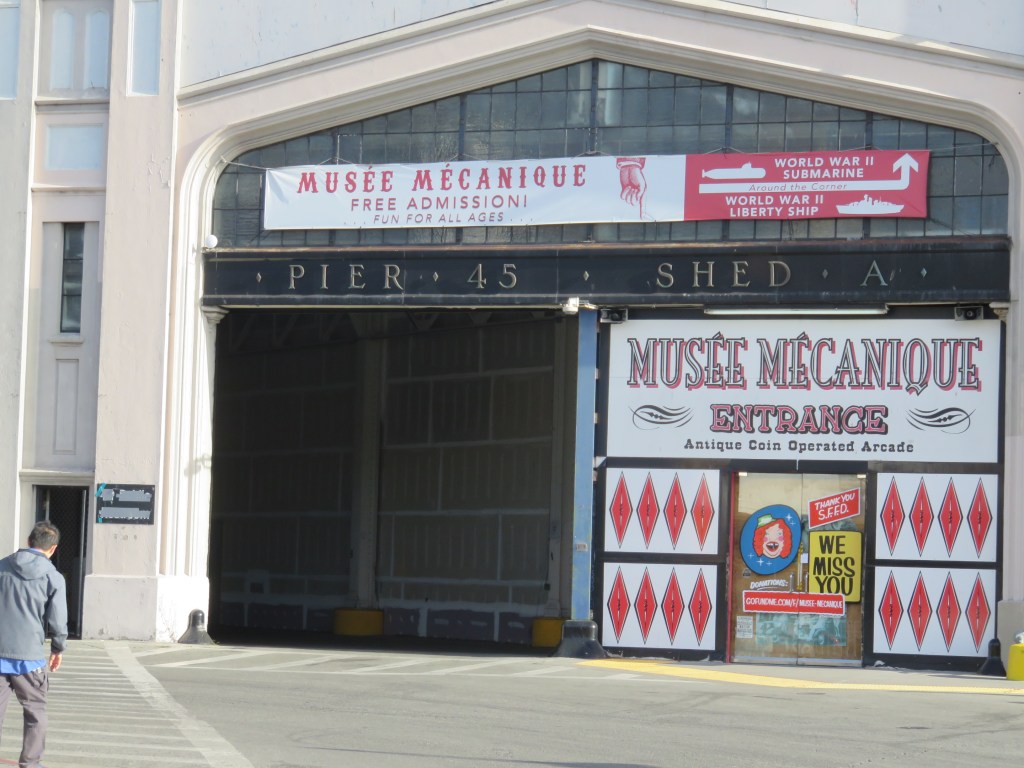 MUSÉE MÉCANIQUE
FREE ADMISSION!
. . . FUN FOR ALL AGES . . .
WORLD WAR II
SUBMARINE
Around the Corner
WORLD WAR II
LIBERTY SHIP
PIER · 45 · SHED · A
MUSÉE MÉCANIQUE
ENTRANCE
Antique Coin Operated Arcade
THANK YOU
S.F.F.D.
WE
MISS
YOU
DONATIONS:
GOFUNDME.COM/F/MUSEE-MECANIQUE